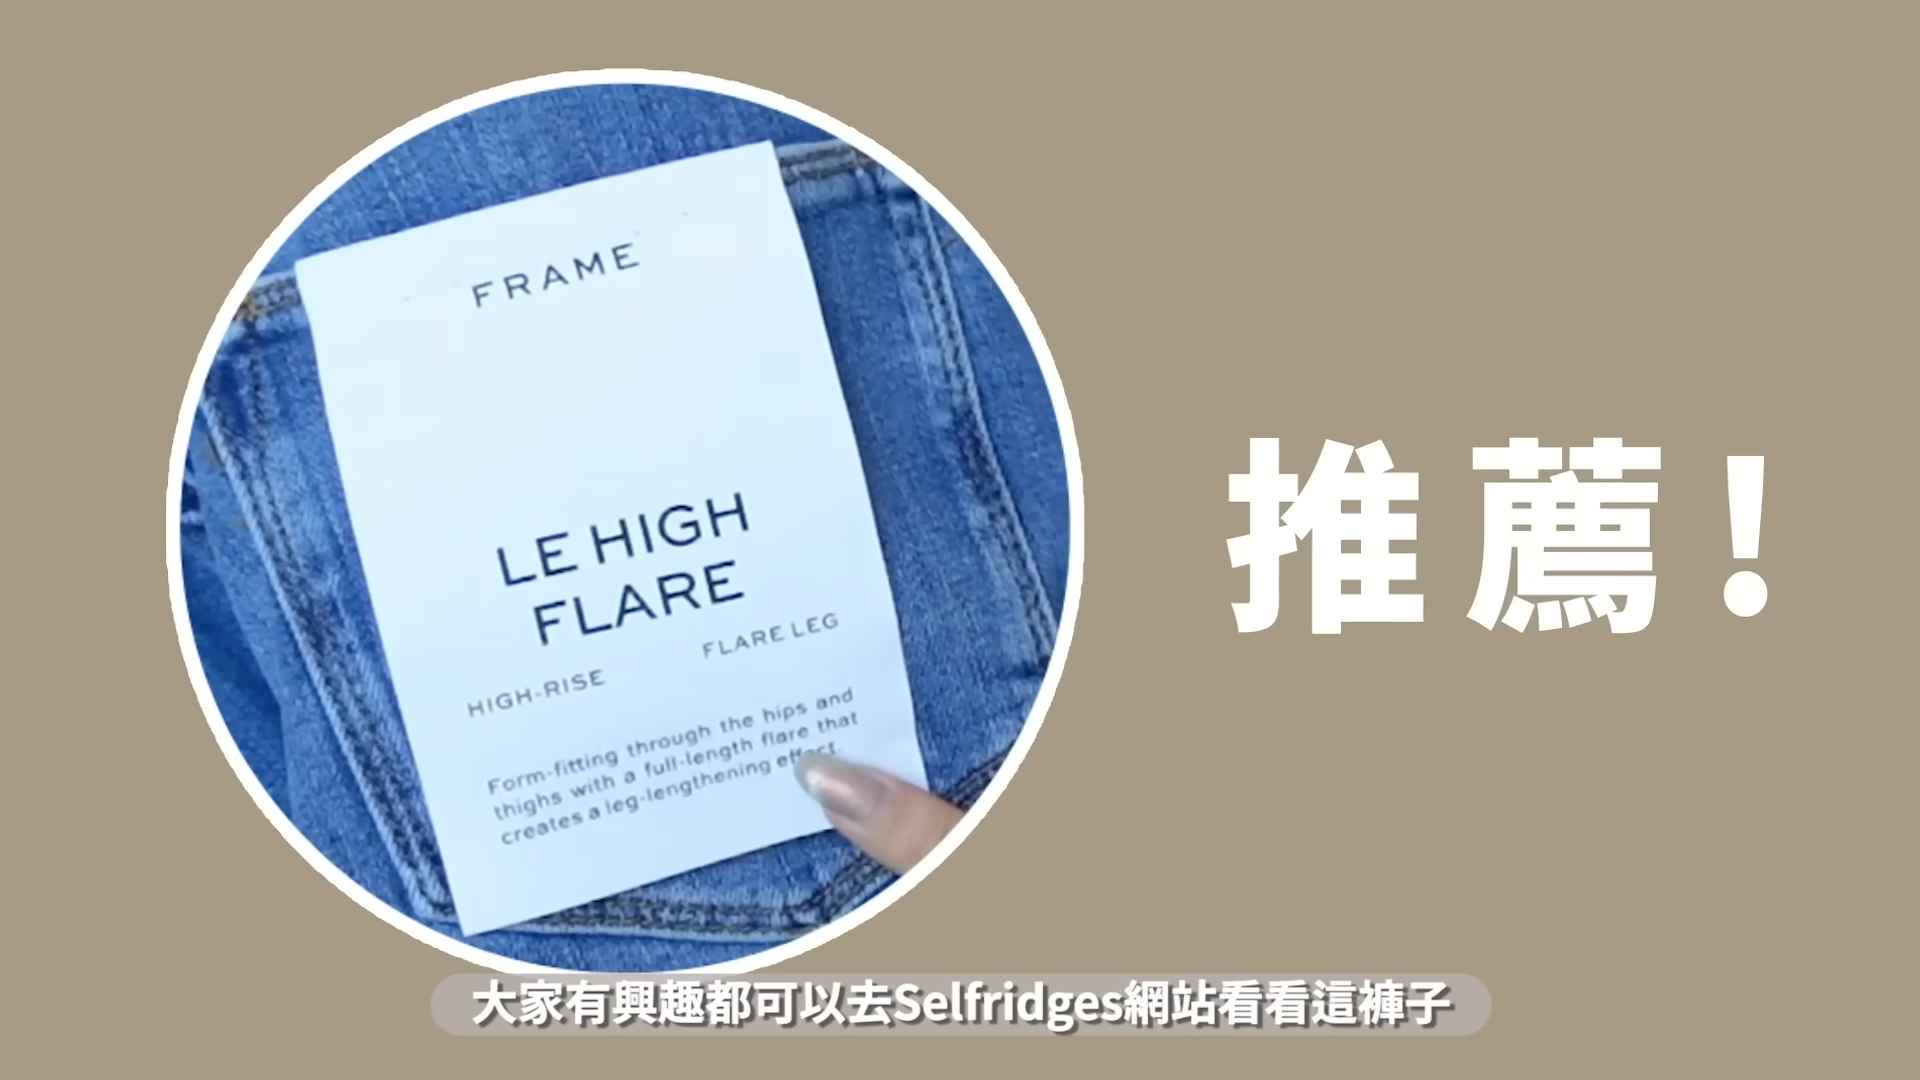 FRAME
LE HIGH
FLARE
HIGH-RISE
FLARE LEG
Form-fitting through the hips and
thighs with a full-length flare that
creates a leg-lengthening effect.
推薦！
大家有興趣都可以去Selfridges網站看看這褲子